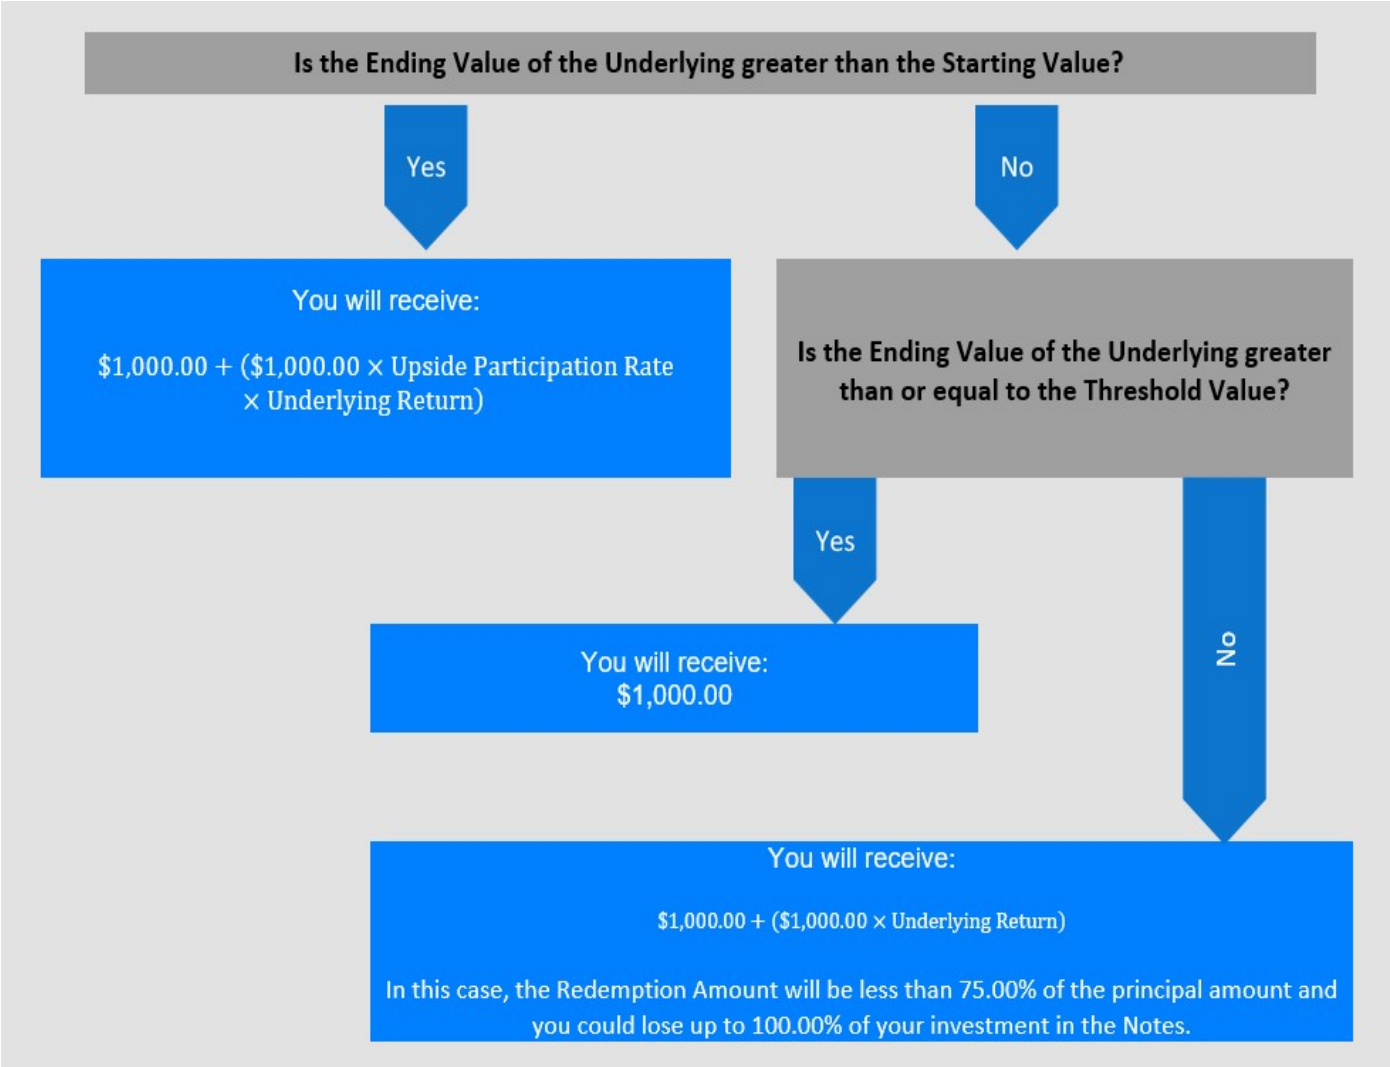 Is the Ending Value of the Underlying greater than the Starting Value?
Yes
No
You will receive:
$1,000.00 + ($1,000.00 × Upside Participation Rate
× Underlying Return)
Is the Ending Value of the Underlying greater
than or equal to the Threshold Value?
Yes
No
You will receive:
$1,000.00
You will receive:
$1,000.00 + ($1,000.00 × Underlying Return)
In this case, the Redemption Amount will be less than 75.00% of the principal amount and
you could lose up to 100.00% of your investment in the Notes.